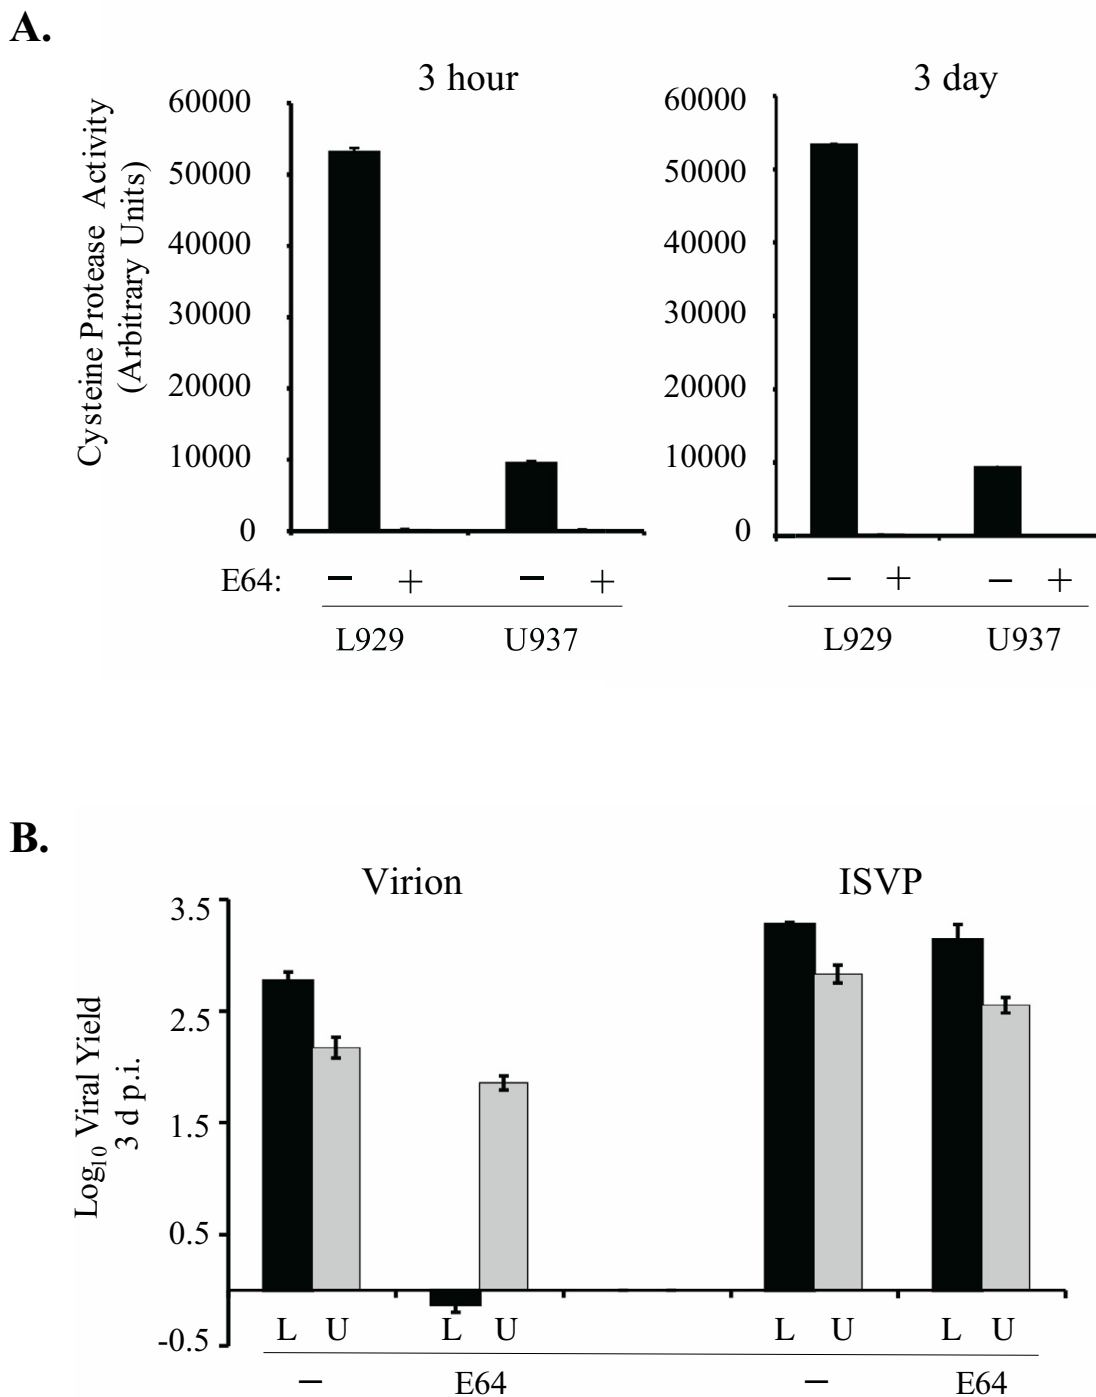 A.
3 hour
3 day
Cysteine Protease Activity
(Arbitrary Units)
60000
50000
40000
30000
20000
10000
0
60000
50000
40000
30000
20000
10000
0
E64: − + − + − + − +
L929 U937 L929 U937
B.
Virion
ISVP
Log10 Viral Yield
3 d p.i.
3.5
2.5
1.5
0.5
-0.5
L U L U L U L U
− E64 − E64